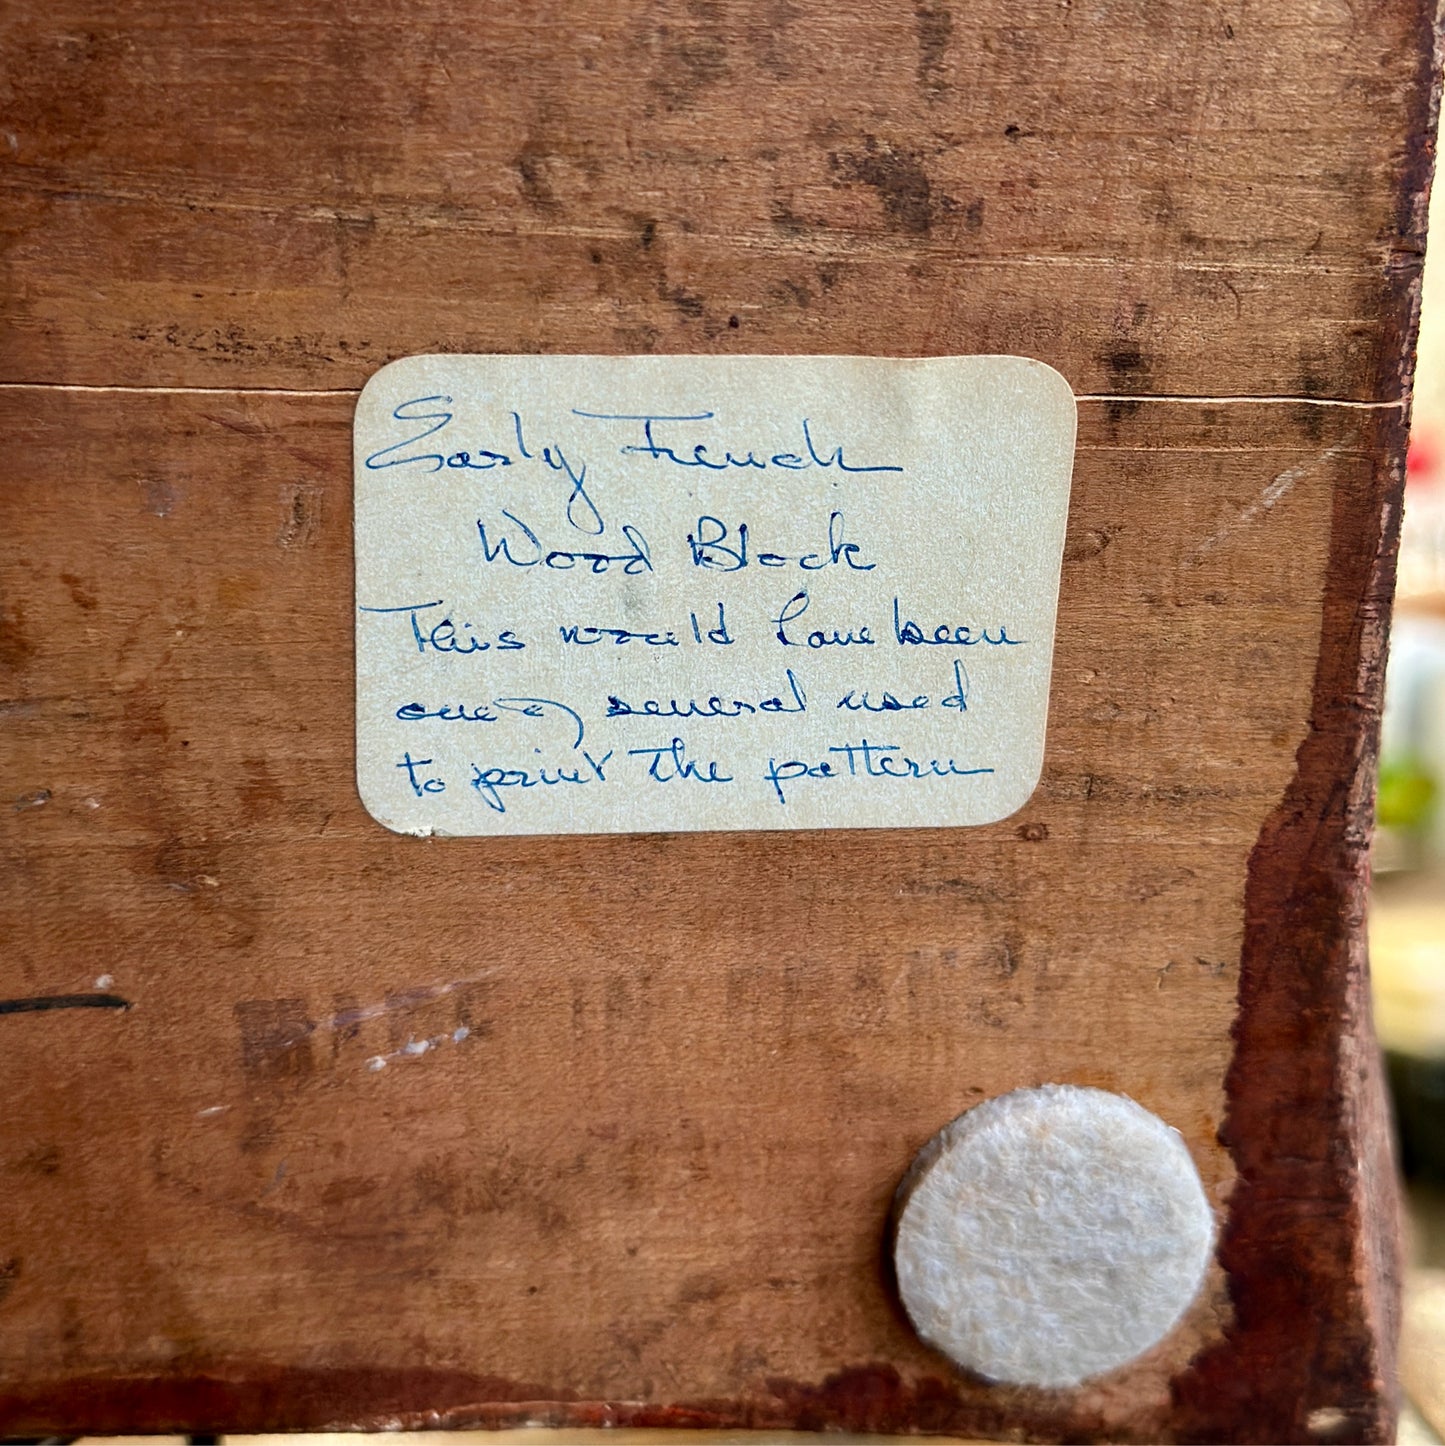 Early French
Wood Block
This would have been
one of several used
to print the pattern